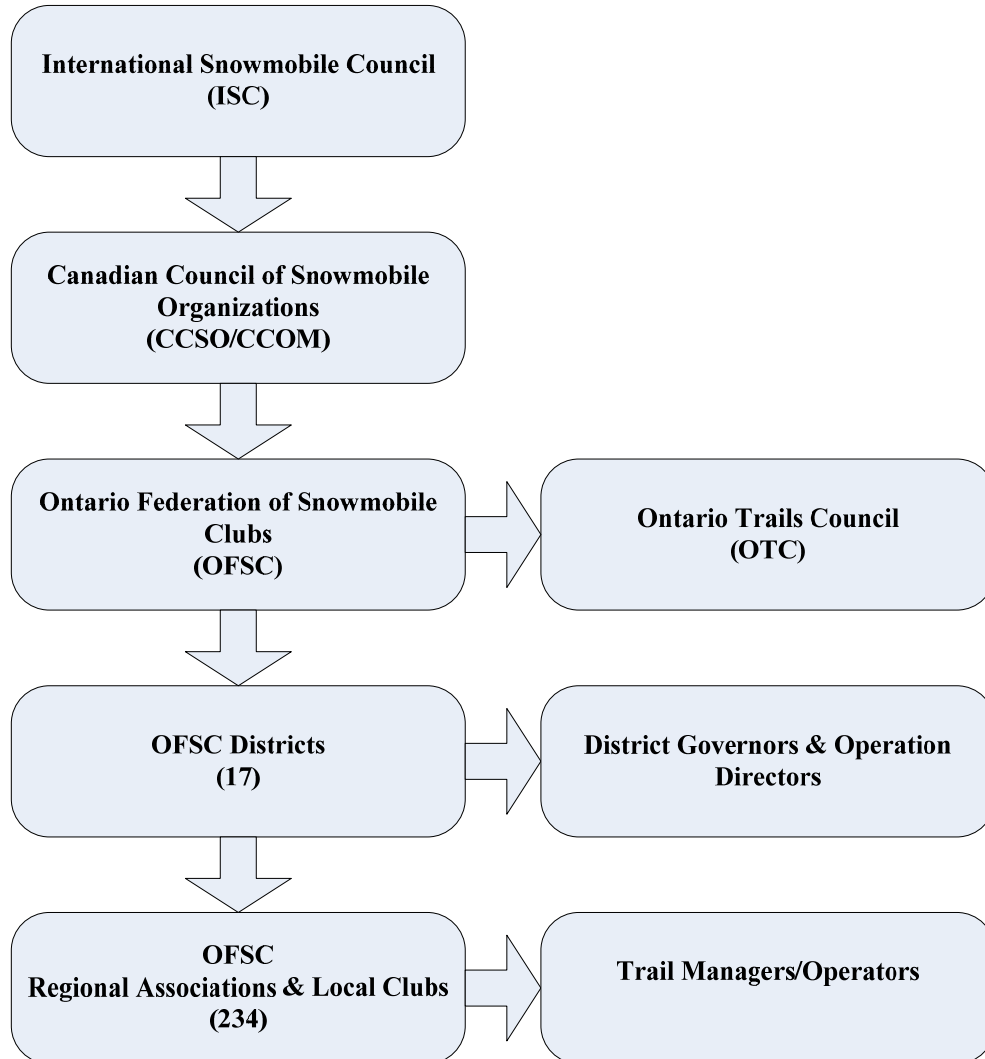 International Snowmobile Council
(ISC)
Canadian Council of Snowmobile
Organizations
(CCSO/CCOM)
Ontario Federation of Snowmobile
Clubs
(OFSC)
Ontario Trails Council
(OTC)
OFSC Districts
(17)
District Governors & Operation
Directors
OFSC
Regional Associations & Local Clubs
(234)
Trail Managers/Operators